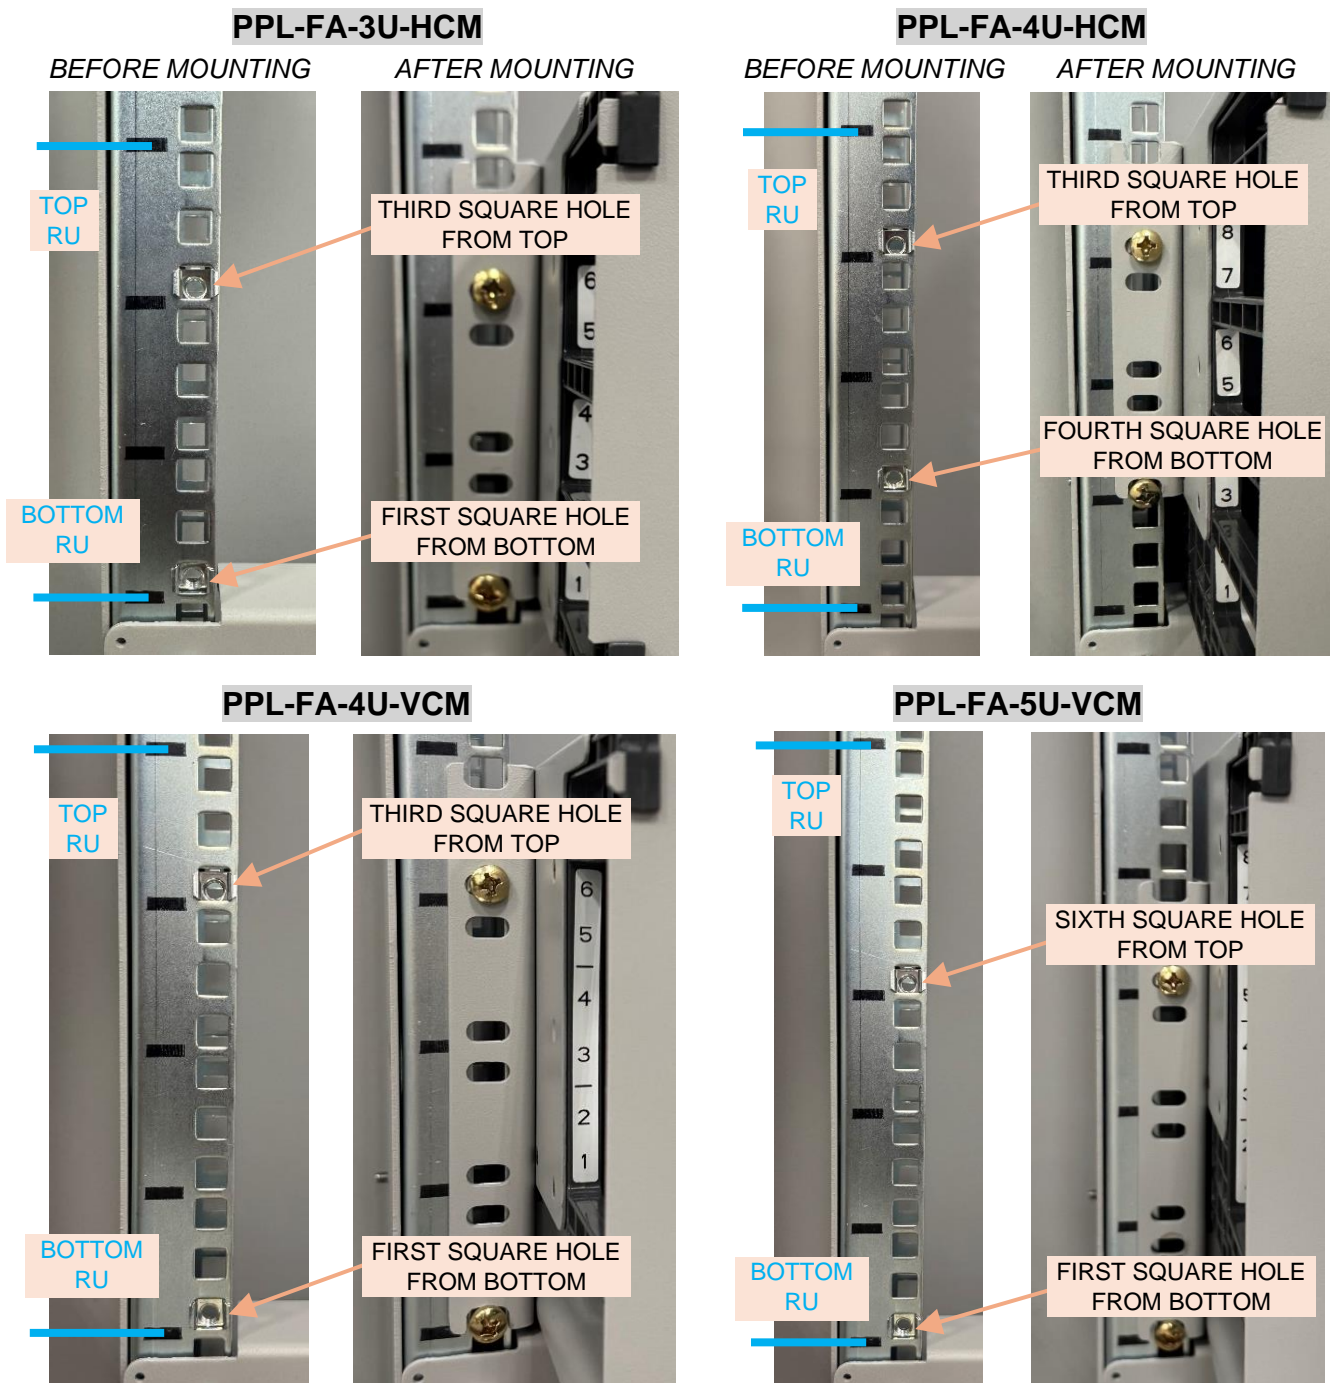 PPL-FA-3U-HCM
BEFORE MOUNTING
AFTER MOUNTING
TOP
RU
THIRD SQUARE HOLE
FROM TOP
6
5
4
3
BOTTOM
RU
FIRST SQUARE HOLE
FROM BOTTOM
1
PPL-FA-4U-HCM
BEFORE MOUNTING
AFTER MOUNTING
TOP
RU
THIRD SQUARE HOLE
FROM TOP
8
7
6
5
FOURTH SQUARE HOLE
FROM BOTTOM
3
BOTTOM
RU
1
PPL-FA-4U-VCM
TOP
RU
THIRD SQUARE HOLE
FROM TOP
6
5
4
3
2
1
BOTTOM
RU
FIRST SQUARE HOLE
FROM BOTTOM
PPL-FA-5U-VCM
TOP
RU
SIXTH SQUARE HOLE
FROM TOP
BOTTOM
RU
FIRST SQUARE HOLE
FROM BOTTOM